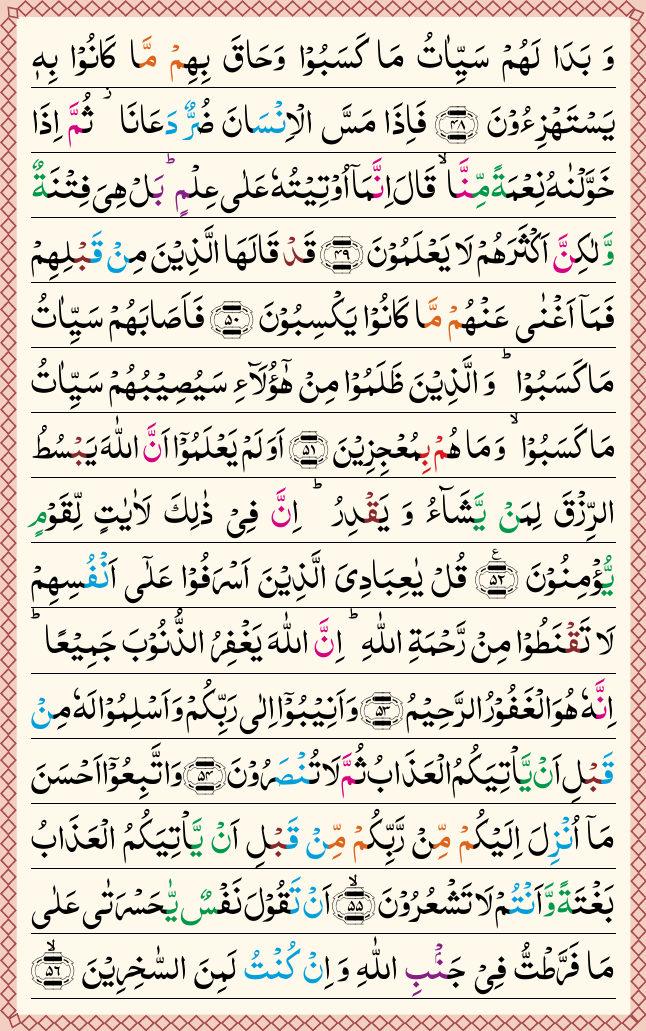 وَ بَدَا لَهُمْ سَيِّاٰتُ مَا كَسَبُوْا وَحَاقَ بِهِمْ مَّا كَانُوْا بِهٖ
يَسْتَهْزِءُوْنَ ۝٤٨ فَاِذَا مَسَّ الْاِنْسَانَ ضُرٌّ دَعَانَا ۫ ثُمَّ اِذَا
خَوَّلْنٰهُ نِعْمَةً مِّنَّا ۙ قَالَ اِنَّمَاۤ اُوْتِيْتُهٗ عَلٰى عِلْمٍ ؕ بَلْ هِىَ فِتْنَةٌ
وَّلٰكِنَّ اَكْثَرَهُمْ لَا يَعْلَمُوْنَ ۝٤٩ قَدْ قَالَهَا الَّذِيْنَ مِنْ قَبْلِهِمْ
فَمَاۤ اَغْنٰى عَنْهُمْ مَّا كَانُوْا يَكْسِبُوْنَ ۝٥٠ فَاَصَابَهُمْ سَيِّاٰتُ
مَا كَسَبُوْا ؕ وَ الَّذِيْنَ ظَلَمُوْا مِنْ هٰٓؤُلَآءِ سَيُصِيْبُهُمْ سَيِّاٰتُ
مَا كَسَبُوْا ۙ وَ مَا هُمْ بِمُعْجِزِيْنَ ۝٥١ اَوَلَمْ يَعْلَمُوْۤا اَنَّ اللّٰهَ يَبْسُطُ
الرِّزْقَ لِمَنْ يَّشَآءُ وَ يَقْدِرُ ؕ اِنَّ فِىْ ذٰلِكَ لَاٰيٰتٍ لِّقَوْمٍ
يُّؤْمِنُوْنَ ۝٥٢ ع قُلْ يٰعِبَادِىَ الَّذِيْنَ اَسْرَفُوْا عَلٰٓى اَنْفُسِهِمْ
لَا تَقْنَطُوْا مِنْ رَّحْمَةِ اللّٰهِ ؕ اِنَّ اللّٰهَ يَغْفِرُ الذُّنُوْبَ جَمِيْعًا ؕ
اِنَّهٗ هُوَ الْغَفُوْرُ الرَّحِيْمُ ۝٥٣ وَاَنِيْبُوْۤا اِلٰى رَبِّكُمْ وَاَسْلِمُوْا لَهٗ مِنْ
قَبْلِ اَنْ يَّاْتِيَكُمُ الْعَذَابُ ثُمَّ لَا تُنْصَرُوْنَ ۝٥٤ وَاتَّبِعُوْۤا اَحْسَنَ
مَاۤ اُنْزِلَ اِلَيْكُمْ مِّنْ رَّبِّكُمْ مِّنْ قَبْلِ اَنْ يَّاْتِيَكُمُ الْعَذَابُ
بَغْتَةً وَّاَنْتُمْ لَا تَشْعُرُوْنَ ۝٥٥ۙ اَنْ تَقُوْلَ نَفْسٌ يّٰحَسْرَتٰى عَلٰى
مَا فَرَّطْتُّ فِىْ جَنْۢبِ اللّٰهِ وَ اِنْ كُنْتُ لَمِنَ السّٰخِرِيْنَ ۝٥٦ۙ